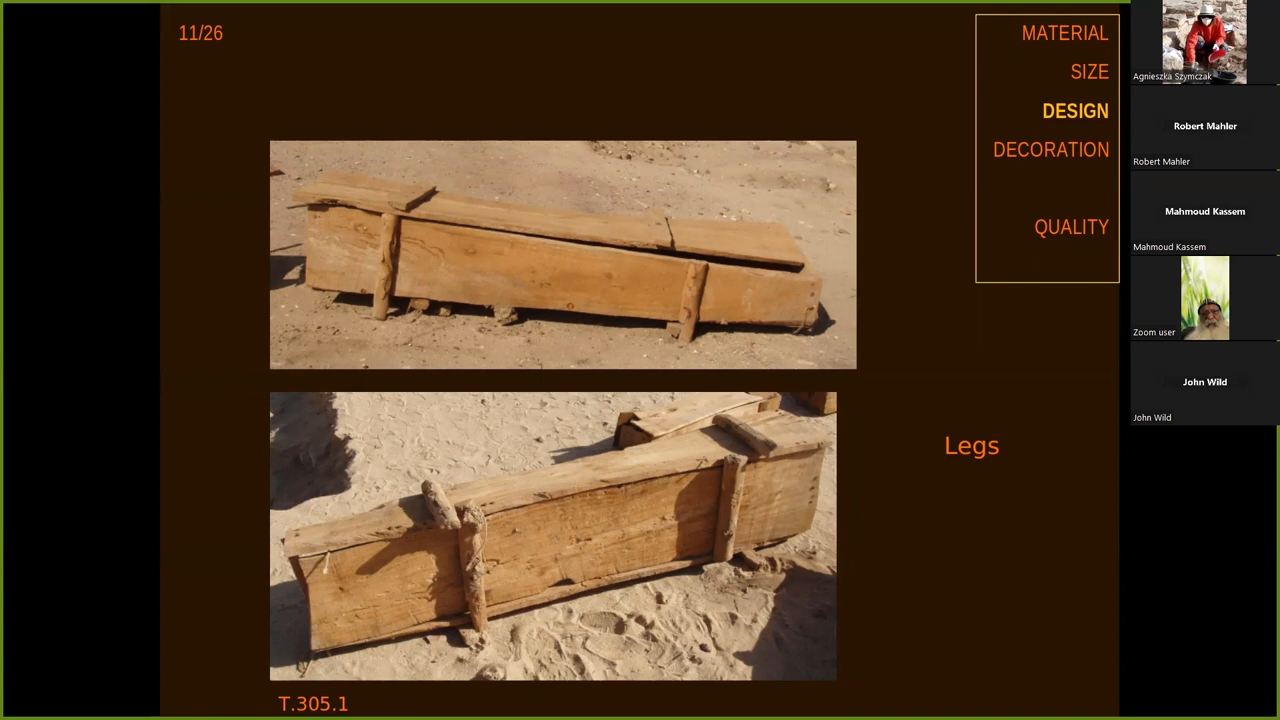 11/26
MATERIAL
SIZE
DESIGN
DECORATION
QUALITY
Legs
T.305.1
Agnieszka Szymczak
Robert Mahler
Robert Mahler
Mahmoud Kassem
Mahmoud Kassem
Zoom user
John Wild
John Wild